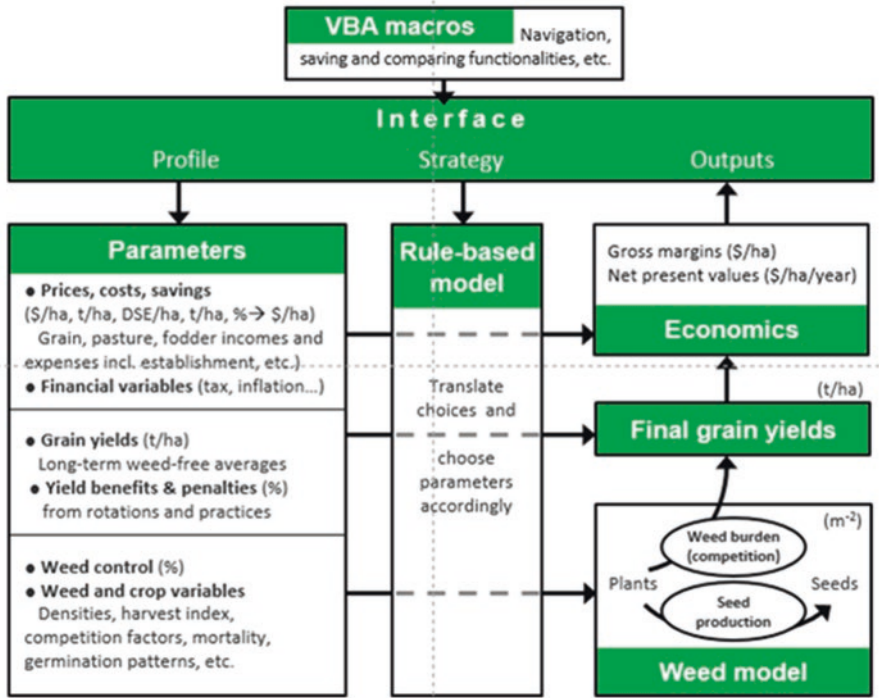 VBA macros
Navigation,
saving and comparing functionalities, etc.
Interface
Profile
Strategy
Outputs
Parameters
● Prices, costs, savings
($/ha, t/ha, DSE/ha, t/ha, %→ $/ha)
Grain, pasture, fodder incomes and
expenses incl. establishment, etc.)
● Financial variables (tax, inflation...)
● Grain yields (t/ha)
Long-term weed-free averages
● Yield benefits & penalties (%)
from rotations and practices
● Weed control (%)
● Weed and crop variables
Densities, harvest index,
competition factors, mortality,
germination patterns, etc.
Rule-based
model
Translate
choices and
choose
parameters
accordingly
Gross margins ($/ha)
Net present values ($/ha/year)
Economics
(t/ha)
Final grain yields
(m⁻²)
Weed burden
(competition)
Plants
Seeds
Seed
production
Weed model